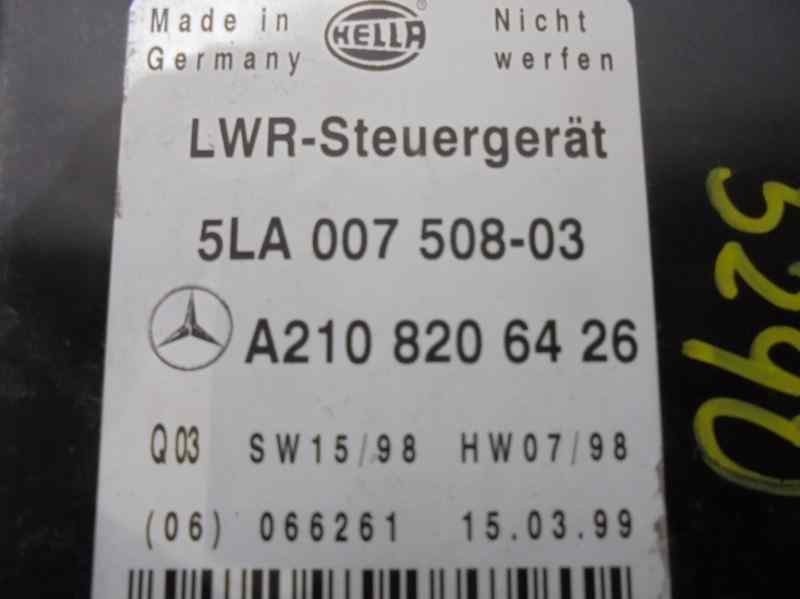 Made in
Germany
HELLA
Nicht
werfen
LWR-Steuergerät
5LA 007 508-03
A210 820 64 26
Q03 SW15/98 HW07/98
(06) 066261 15.03.99
5290